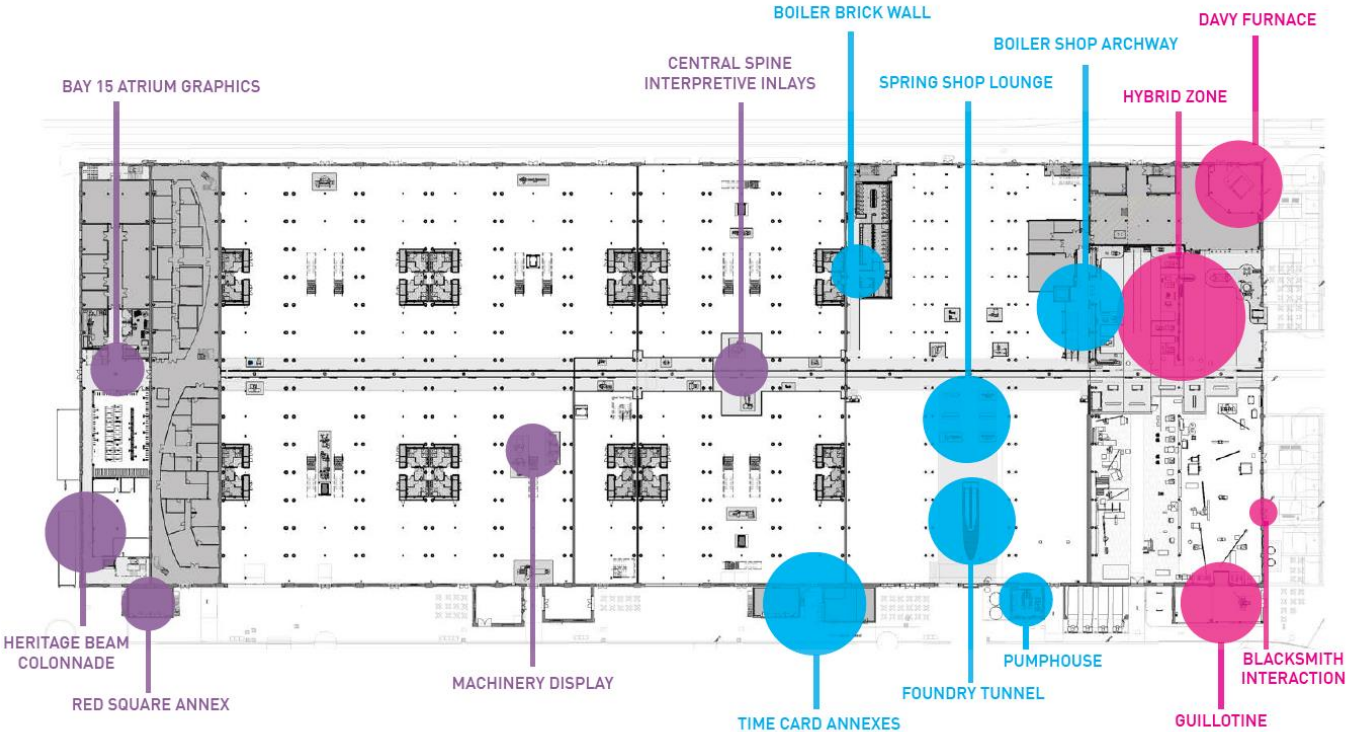 BOILER BRICK WALL
DAVY FURNACE
BOILER SHOP ARCHWAY
CENTRAL SPINE
INTERPRETIVE INLAYS
BAY 15 ATRIUM GRAPHICS
SPRING SHOP LOUNGE
HYBRID ZONE
HERITAGE BEAM
COLONNADE
RED SQUARE ANNEX
MACHINERY DISPLAY
TIME CARD ANNEXES
FOUNDRY TUNNEL
PUMPHOUSE
BLACKSMITH
INTERACTION
GUILLOTINE